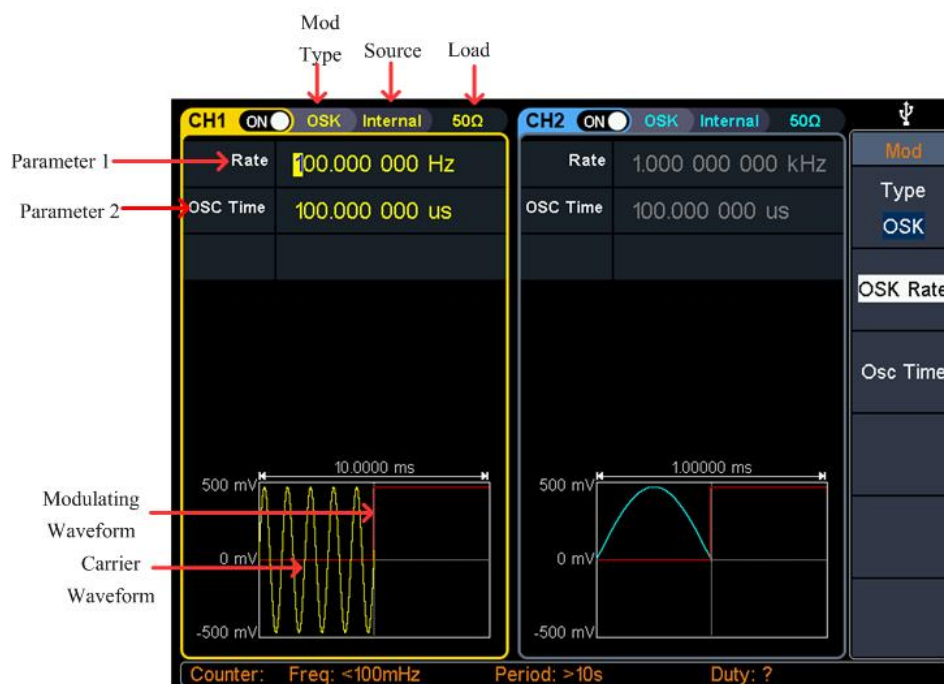 Mod
Type
Source
Load
CH1 ON OSK Internal 50Ω
CH2 ON OSK Internal 50Ω
Parameter 1
Rate 100.000 000 Hz
Rate 1.000 000 000 kHz
Mod
Parameter 2
OSC Time 100.000 000 us
OSC Time 100.000 000 us
Type
OSK
OSK Rate
Osc Time
10.0000 ms
1.00000 ms
500 mV
500 mV
Modulating
Waveform
0 mV
0 mV
Carrier
Waveform
-500 mV
-500 mV
Counter: Freq: <100mHz Period: >10s Duty: ?